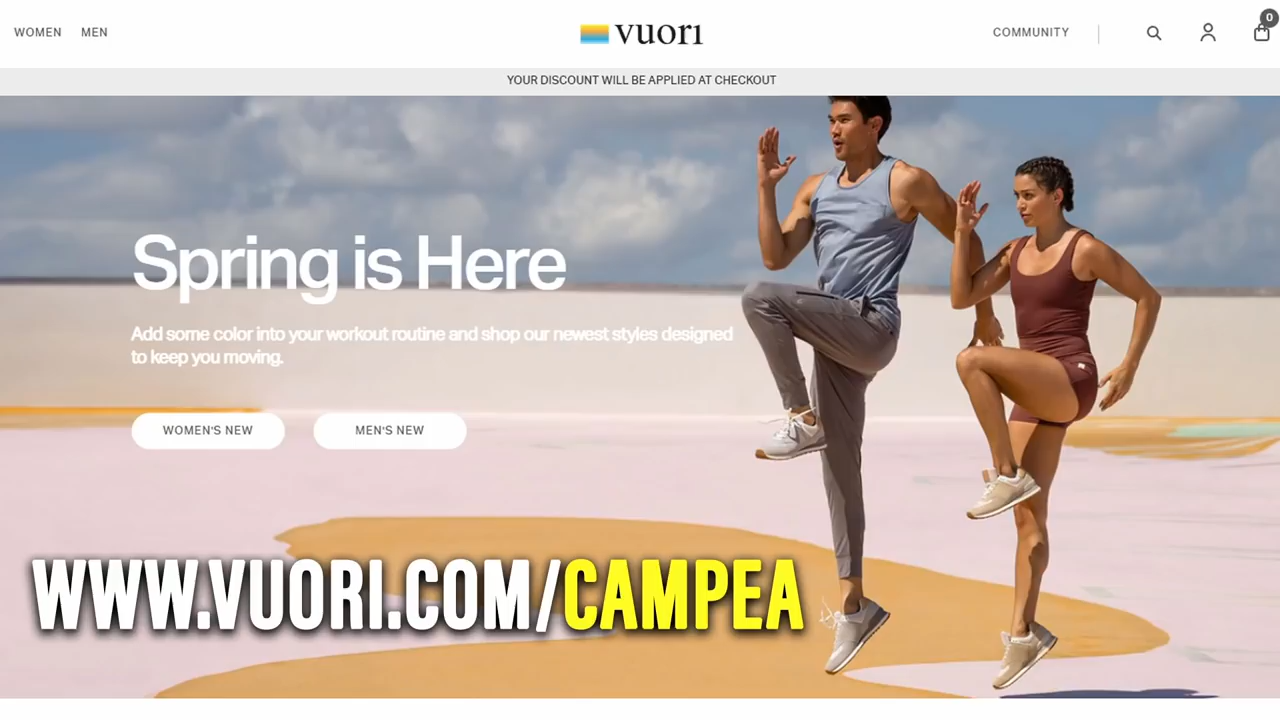 WOMEN MEN vuori COMMUNITY 0
YOUR DISCOUNT WILL BE APPLIED AT CHECKOUT
Spring is Here
Add some color into your workout routine and shop our newest styles designed
to keep you moving.
WOMEN'S NEW MEN'S NEW
WWW.VUORI.COM/CAMPEA